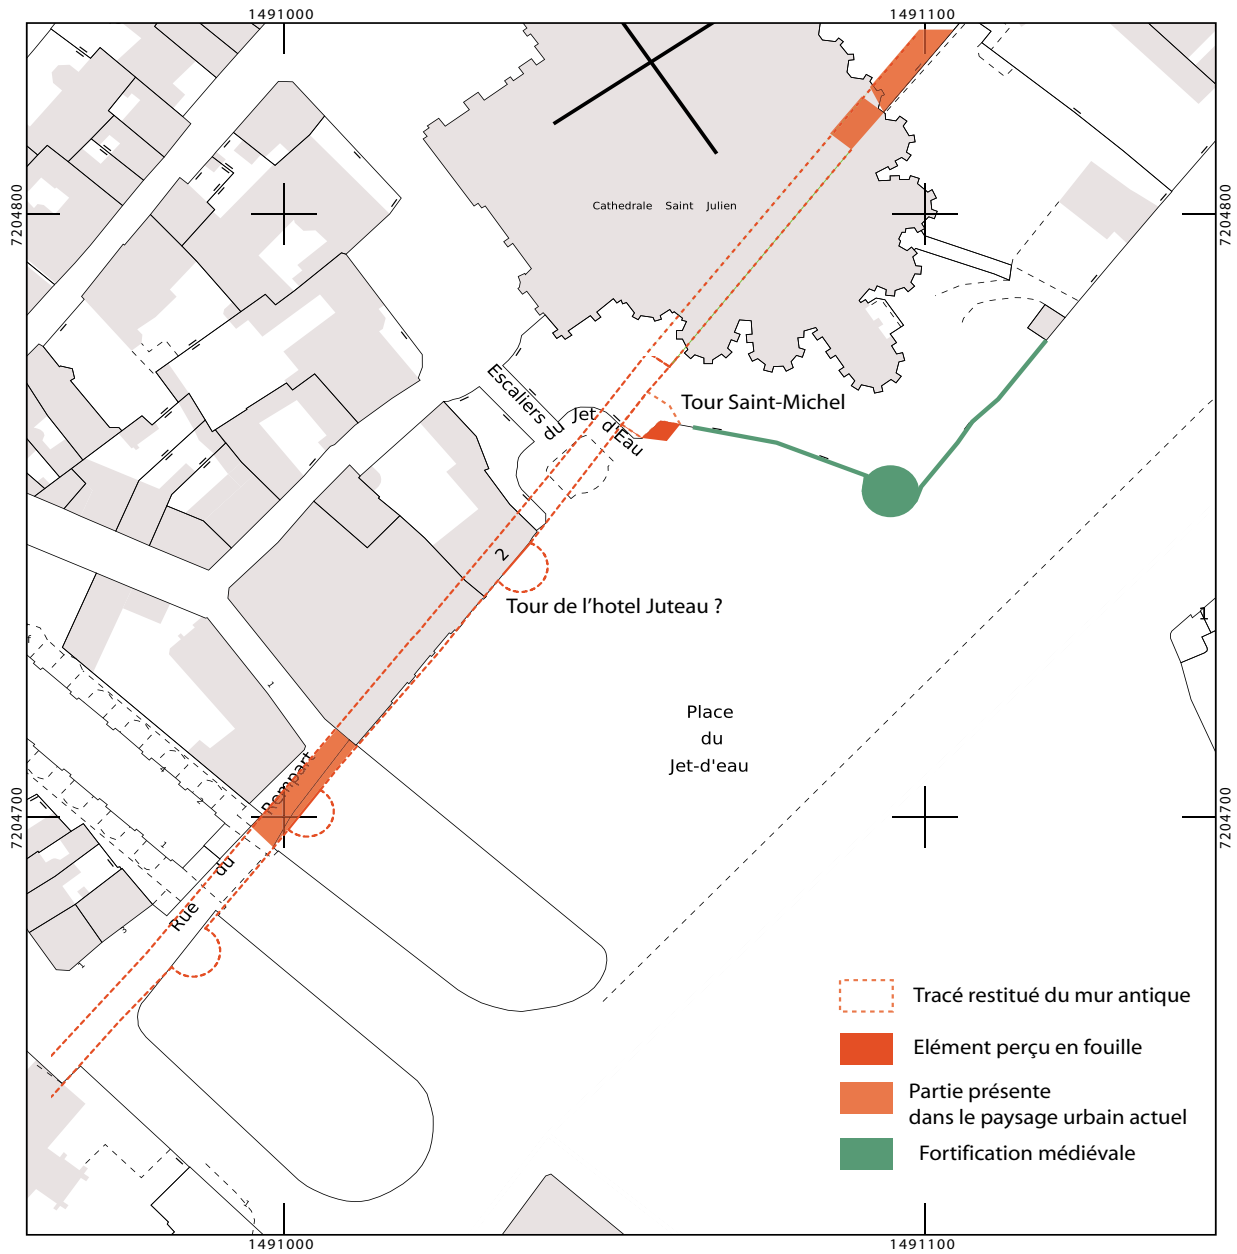 1491000
1491100
7204800
7204800
Cathedrale Saint Julien
Escaliers du
Jet
d'Eau
Tour Saint-Michel
2
Tour de l'hotel Juteau ?
Place
du
Jet-d'eau
7204700
7204700
Rue du Rempart
Tracé restitué du mur antique
Elément perçu en fouille
Partie présente
dans le paysage urbain actuel
Fortification médiévale
1491000
1491100